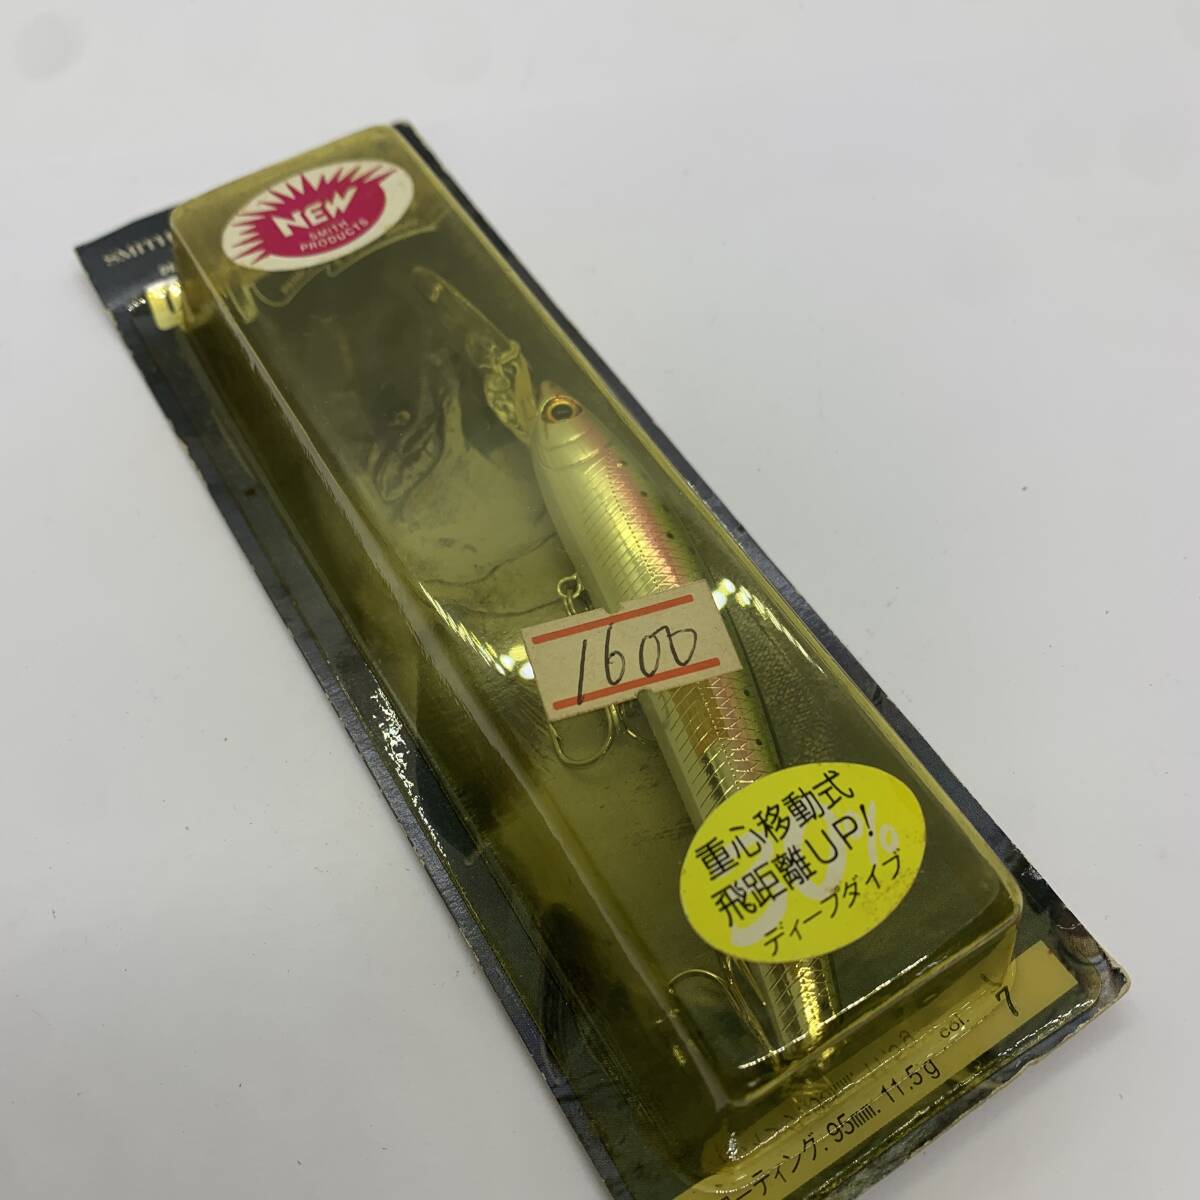 SMITH
NEW
SMITH
PRODUCTS
1600
30%
重心移動式
飛距離UP!
ディープダイブ
col. 7
ーティング. 95mm. 11.5g